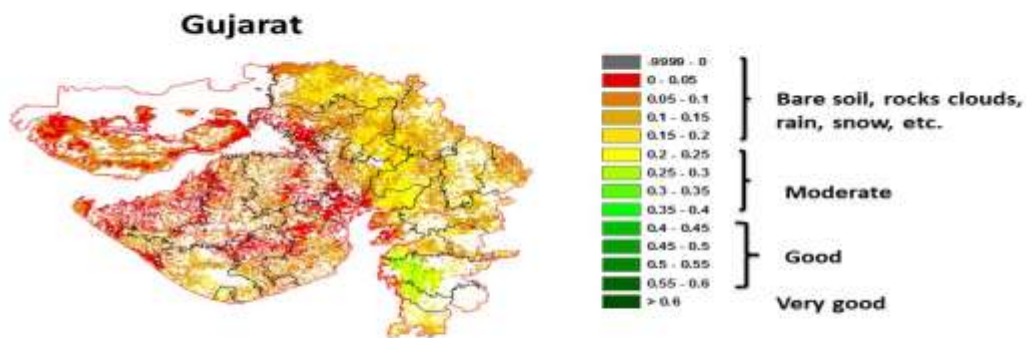 Gujarat
-9999 - 0
0 - 0.05
0.05 - 0.1
0.1 - 0.15
0.15 - 0.2
0.2 - 0.25
0.25 - 0.3
0.3 - 0.35
0.35 - 0.4
0.4 - 0.45
0.45 - 0.5
0.5 - 0.55
0.55 - 0.6
> 0.6
Bare soil, rocks clouds,
rain, snow, etc.
Moderate
Good
Very good